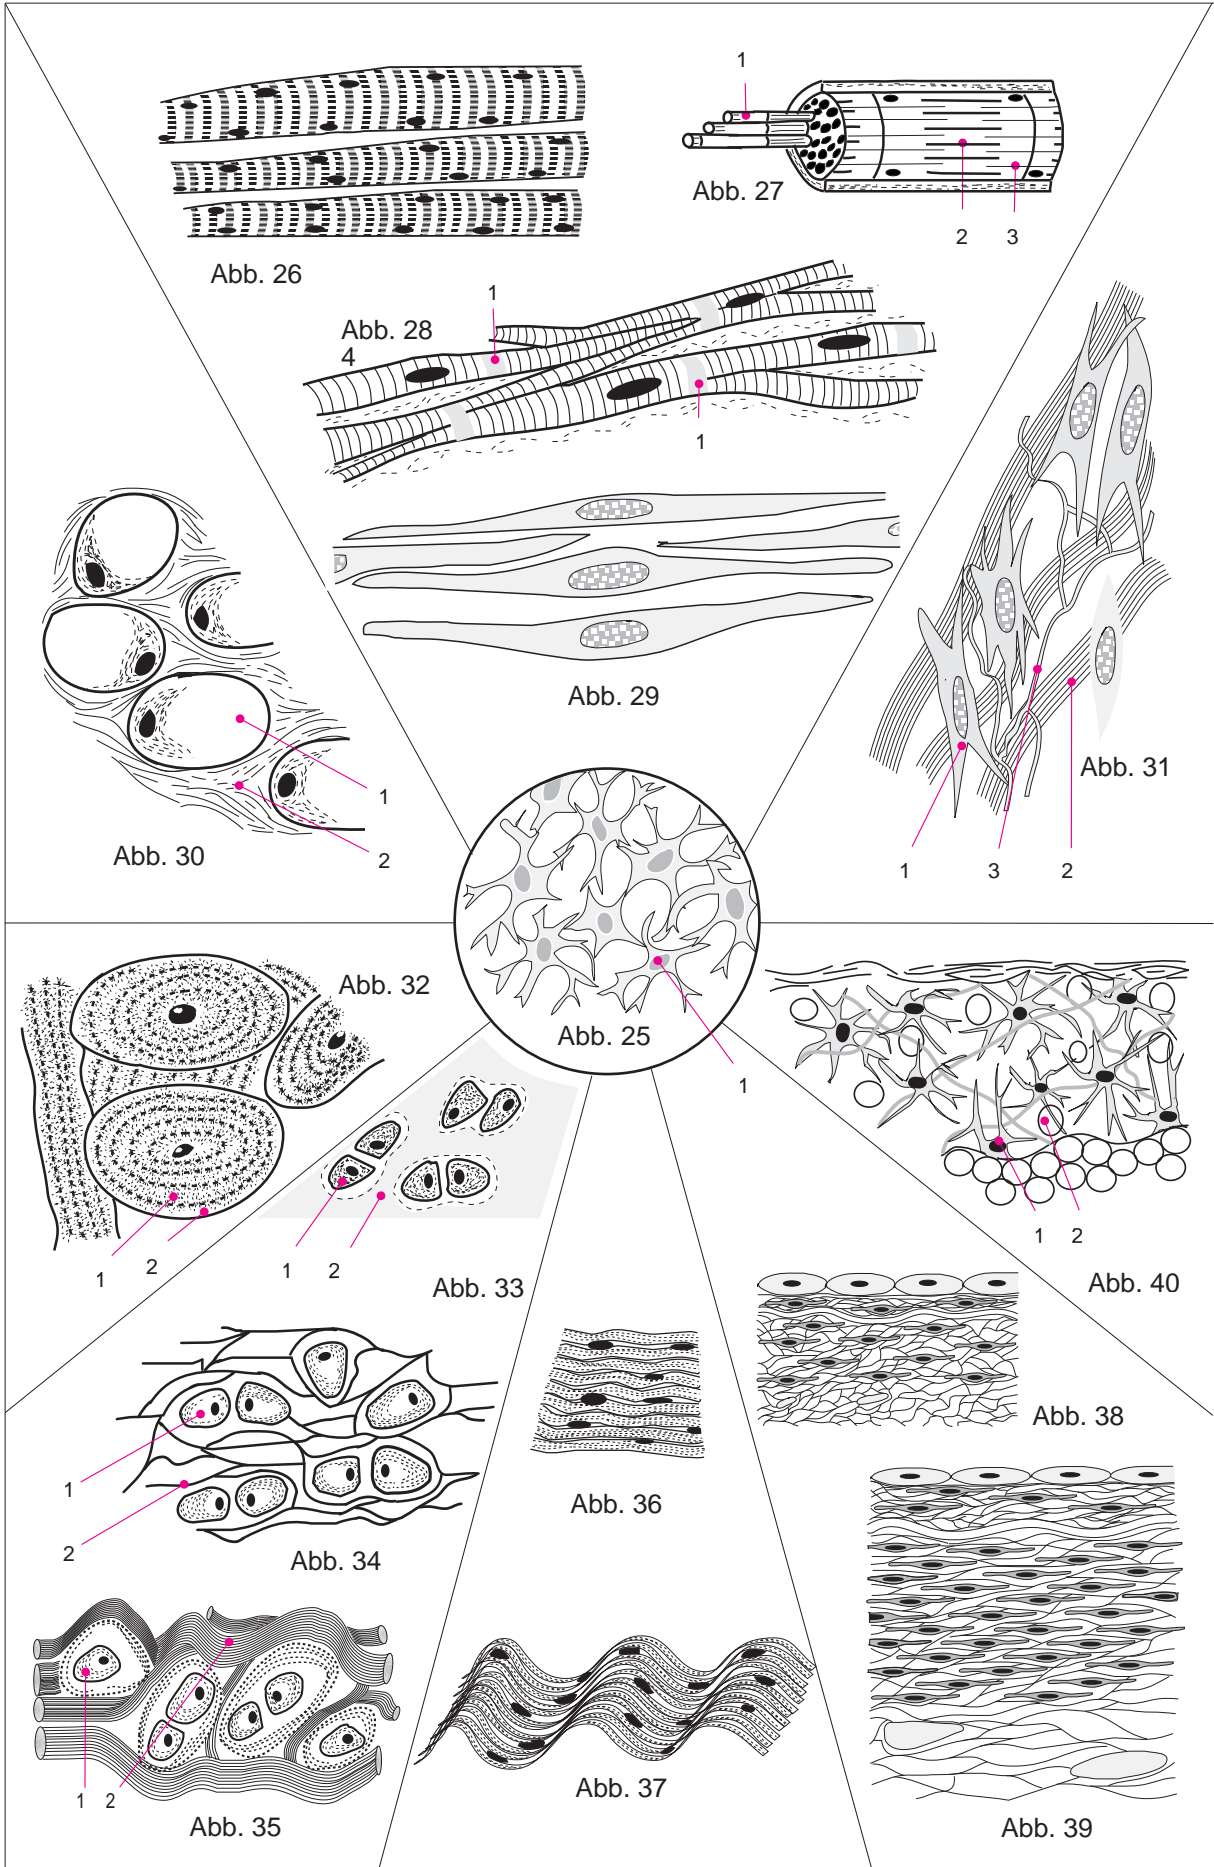 1
Abb. 27
2 3
Abb. 26
1
Abb. 28
4
1
Abb. 29
Abb. 31
1 3 2
1
2
Abb. 30
Abb. 32
Abb. 25
1
1 2
1 2
Abb. 33
1 2
Abb. 40
Abb. 38
1
2
Abb. 34
Abb. 36
1 2
Abb. 35
Abb. 37
Abb. 39